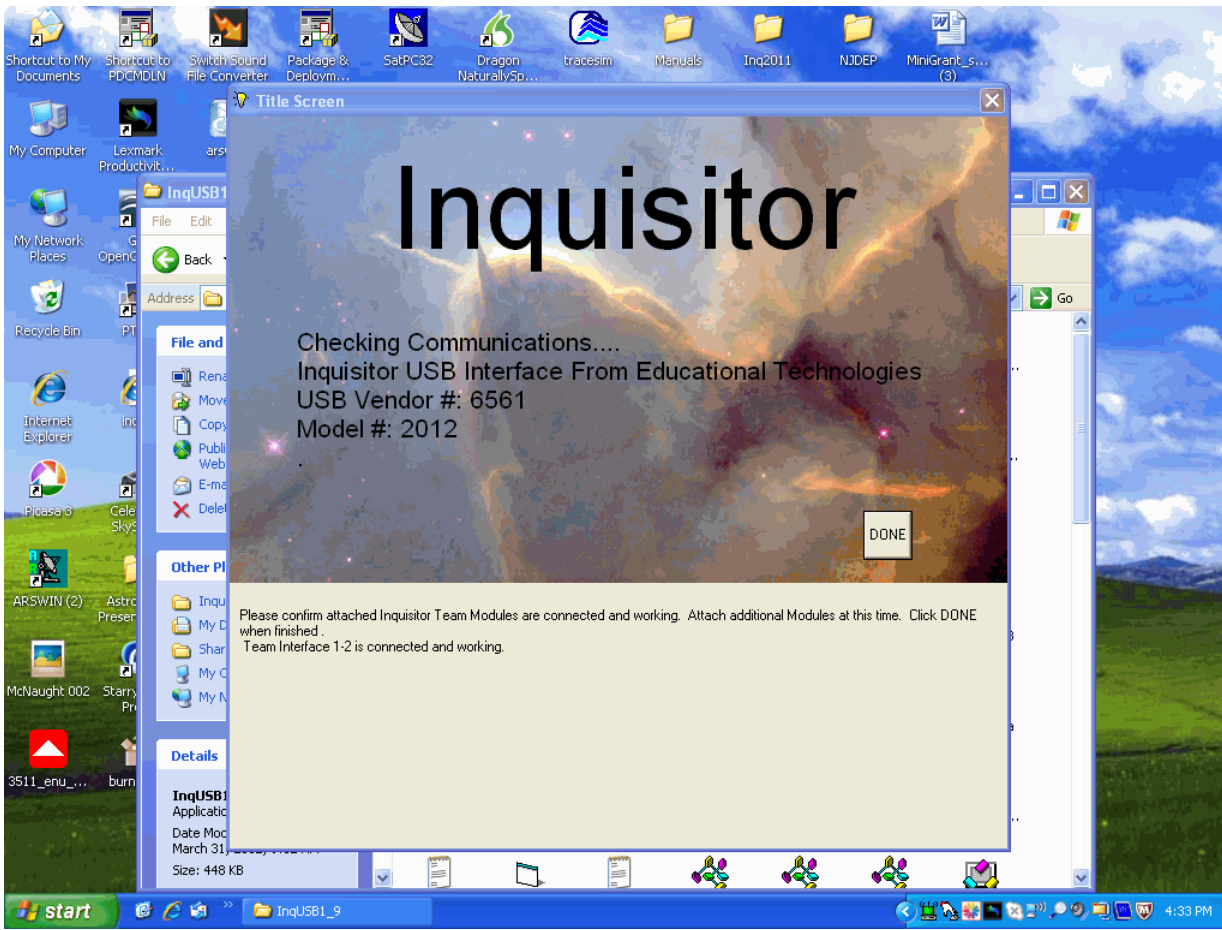 Shortcut to My
Documents
Shortcut to
PDCMDLN
Switch Sound
File Converter
Package &
Deploym...
SatPC32
Dragon
NaturallySp...
tracesim
Manuals
Inq2011
NJDEP
MiniGrant_s...
(3)
Title Screen
My Computer
Lexmark
Productivit...
Inquisitor
InqUSB1
File Edit
My Network
Places
Back
Address
Go
Recycle Bin
File and
Checking Communications....
Inquisitor USB Interface From Educational Technologies
USB Vendor #: 6561
Model #: 2012
.
Internet
Explorer
Picasa 3
DONE
Other Pl
ARSWIN (2)
Please confirm attached Inquisitor Team Modules are connected and working. Attach additional Modules at this time. Click DONE
when finished .
Team Interface 1-2 is connected and working.
McNaught 002
Details
3511_enu_...
InqUSB1
Date Mod
March 31,
Size: 448 KB
start
InqUSB1_9
4:33 PM